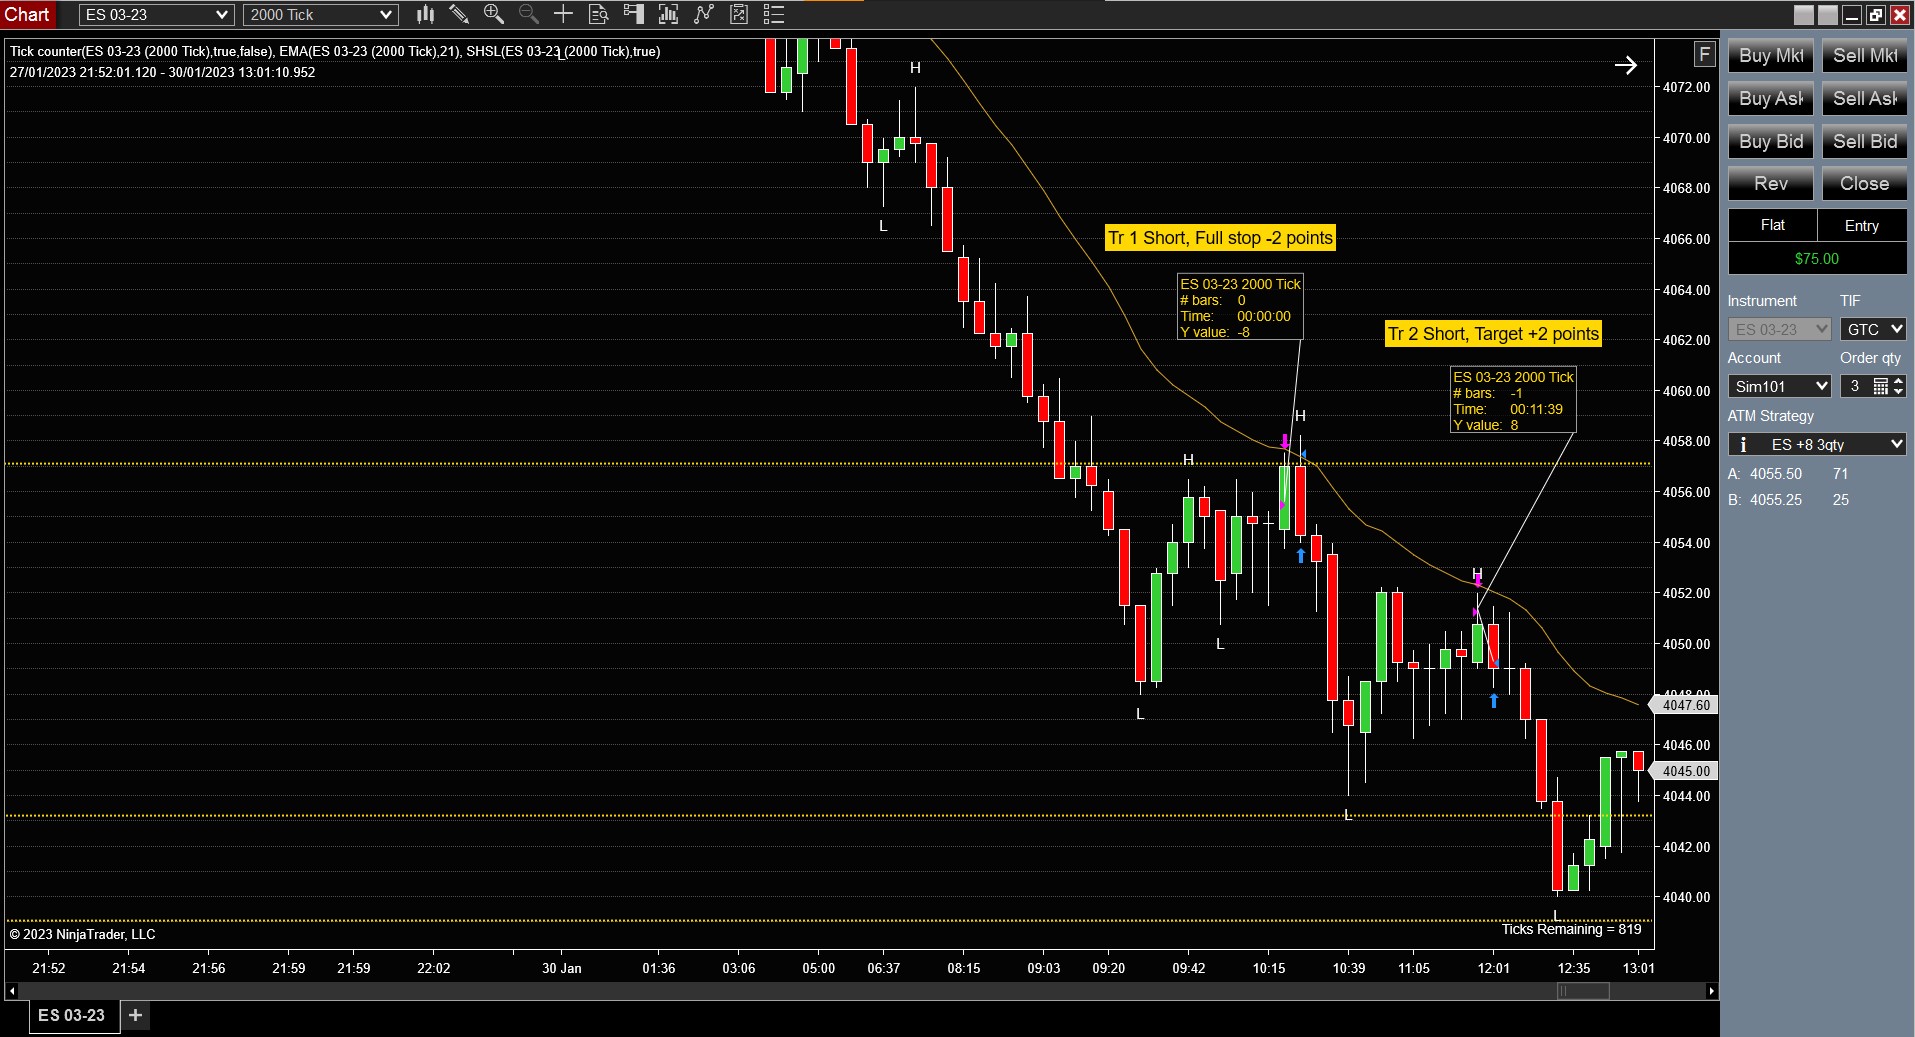 Chart ES 03-23 2000 Tick
Tick counter(ES 03-23 (2000 Tick),true,false), EMA(ES 03-23 (2000 Tick),21), SHSL(ES 03-23 (2000 Tick),true)
27/01/2023 21:52:01.120 - 30/01/2023 13:01:10.952
F
H
L
Tr 1 Short, Full stop -2 points
ES 03-23 2000 Tick
# bars: 0
Time: 00:00:00
Y value: -8
Tr 2 Short, Target +2 points
ES 03-23 2000 Tick
# bars: -1
Time: 00:11:39
Y value: 8
H
H
L
L
H
L
L
4072.00
4070.00
4068.00
4066.00
4064.00
4062.00
4060.00
4058.00
4056.00
4054.00
4052.00
4050.00
4048.00
4047.60
4046.00
4045.00
4044.00
4042.00
4040.00
Ticks Remaining = 819
© 2023 NinjaTrader, LLC
21:52 21:54 21:56 21:59 21:59 22:02 30 Jan 01:36 03:06 05:00 06:37 08:15 09:03 09:20 09:42 10:15 10:39 11:05 12:01 12:35 13:01
ES 03-23 +
Buy Mkt Sell Mkt
Buy Ask Sell Ask
Buy Bid Sell Bid
Rev Close
Flat Entry
$75.00
Instrument TIF
ES 03-23 GTC
Account Order qty
Sim101 3
ATM Strategy
i ES +8 3qty
A: 4055.50 71
B: 4055.25 25